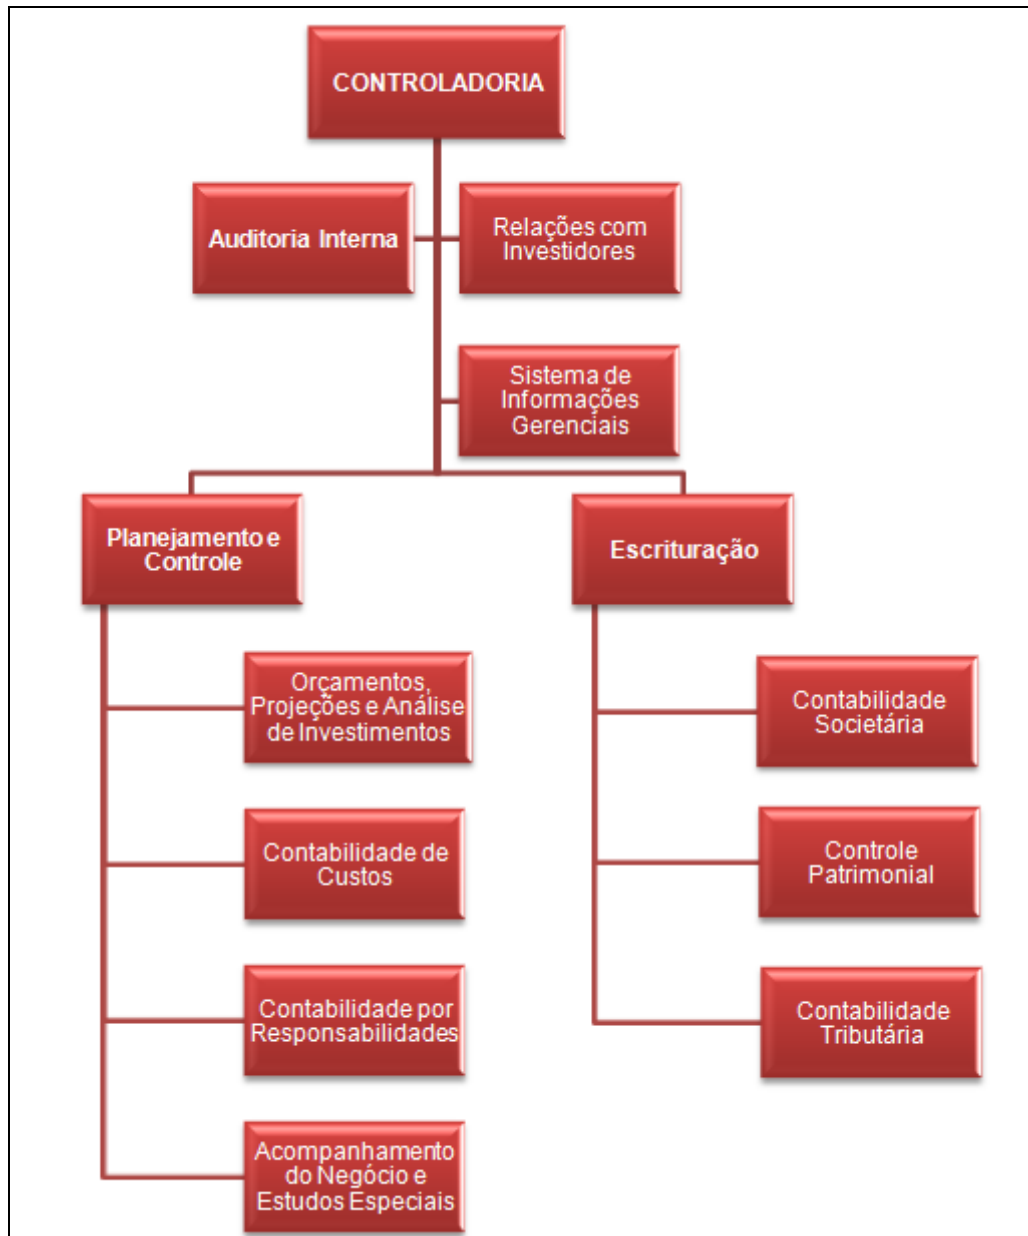 CONTROLADORIA
Auditoria Interna
Relações com
Investidores
Sistema de
Informações
Gerenciais
Planejamento e
Controle
Orçamentos,
Projeções e Análise
de Investimentos
Contabilidade de
Custos
Contabilidade por
Responsabilidades
Acompanhamento
do Negócio e
Estudos Especiais
Escrituração
Contabilidade
Societária
Controle
Patrimonial
Contabilidade
Tributária